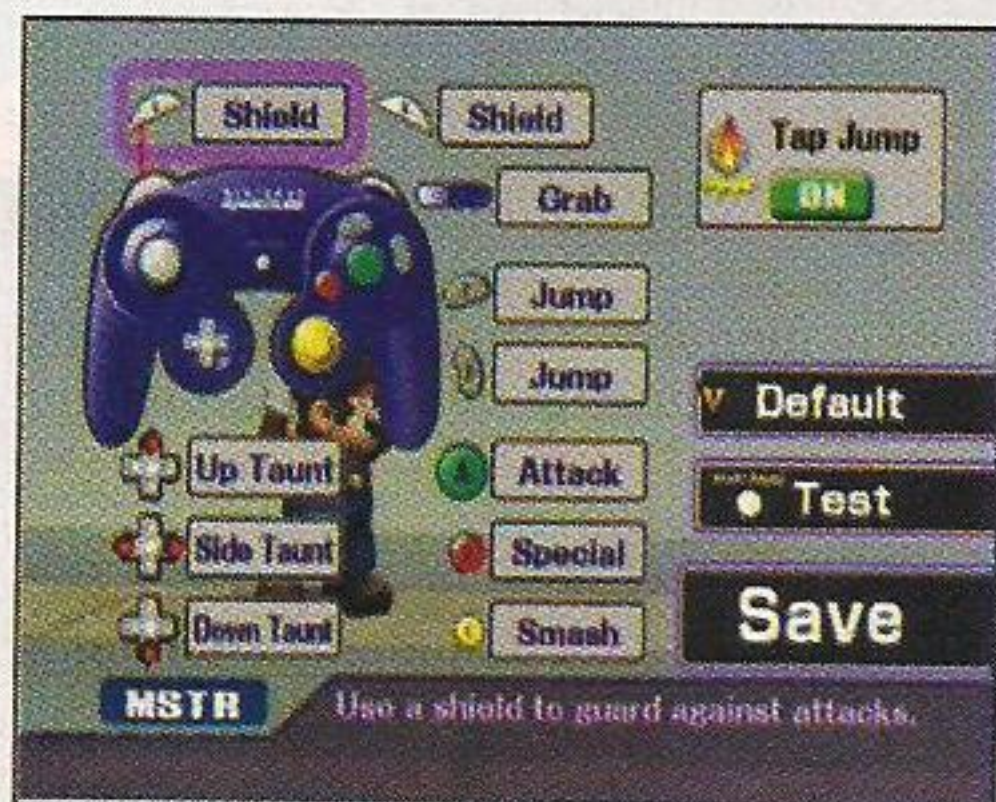 Shield
Shield
Tap Jump
ON
Grab
Jump
Jump
Default
Up Taunt
Attack
Test
Side Taunt
Special
Down Taunt
Smash
Save
MSTR
Use a shield to guard against attacks.